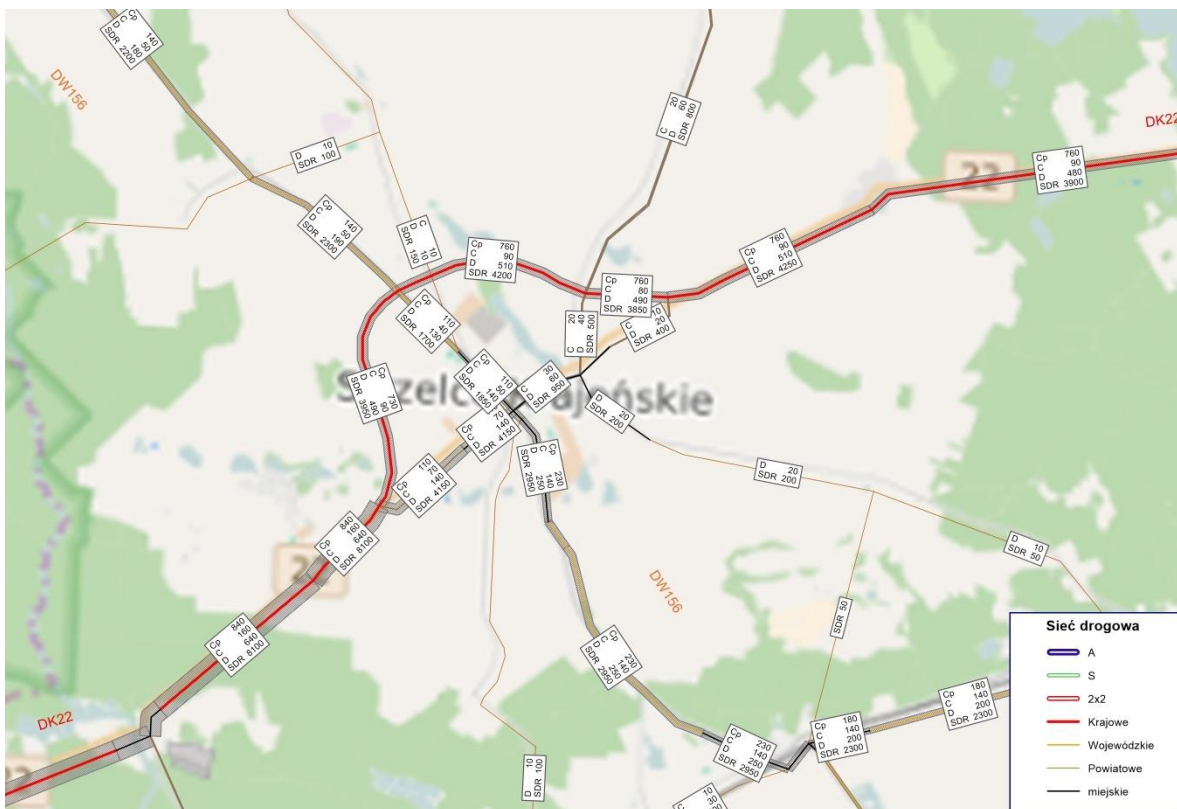 Cp 140
C 50
D 180
SDR 2200
DW156
D 10
SDR 100
C 20
D 60
SDR 800
DK22
22
Cp 760
C 90
D 480
SDR 3900
Cp 140
C 50
D 190
SDR 2300
C 10
D 10
SDR 150
Cp 760
C 90
D 510
SDR 4200
Cp 760
C 90
D 510
SDR 4250
Cp 760
C 80
D 490
SDR 3850
Cp 110
C 40
D 130
SDR 1700
C 20
D 40
SDR 500
C 10
D 20
SDR 400
Cp 110
C 50
D 140
SDR 1850
C 30
D 60
SDR 950
Cp 730
C 90
D 490
SDR 3950
D 20
SDR 200
70
C
D 140
SDR 4150
Cp 110
C 70
D 140
SDR 4150
Cp 230
C 140
D 250
SDR 2950
D 20
SDR 200
Cp 840
C 160
D 640
SDR 8100
D 10
SDR 50
DW156
SDR 50
Cp 840
C 160
D 640
SDR 8100
Cp 230
C 140
D 250
SDR 2950
DK22
Cp 180
C 140
D 200
SDR 2300
Cp 180
C 140
D 200
SDR 2300
Cp 230
C 140
D 250
SDR 2950
D 10
SDR 100
Sieć drogowa
A
S
2x2
Krajowe
Wojewódzkie
Powiatowe
miejskie